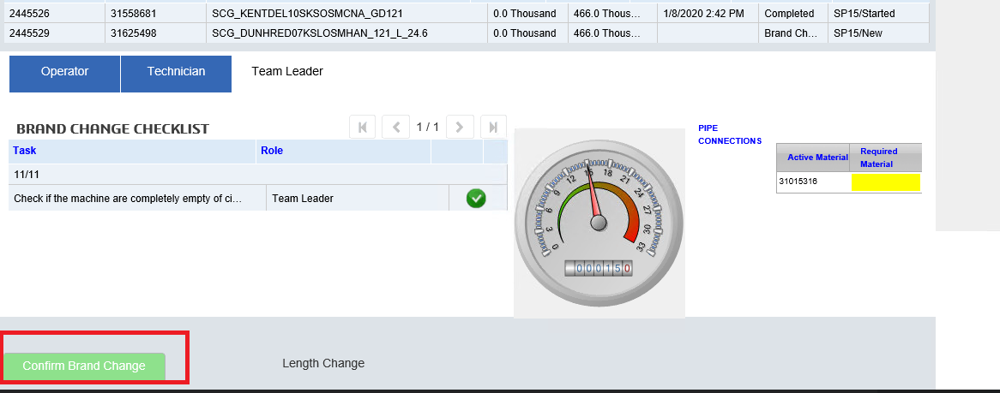 2445526 31558681 SCG_KENTDEL10SKSOSMCNA_GD121 0.0 Thousand 466.0 Thous... 1/8/2020 2:42 PM Completed SP15/Started
2445529 31625498 SCG_DUNHRED07KSLOSMHAN_121_L_24.6 0.0 Thousand 466.0 Thous... Brand Ch... SP15/New
Operator Technician Team Leader
BRAND CHANGE CHECKLIST 1 / 1
Task Role
11/11
Check if the machine are completely empty of ci... Team Leader
0 3 6 9 12 15 18 21 24 27 30 33
000150
PIPE
CONNECTIONS
Active Material Required
Material
31015316
Confirm Brand Change Length Change